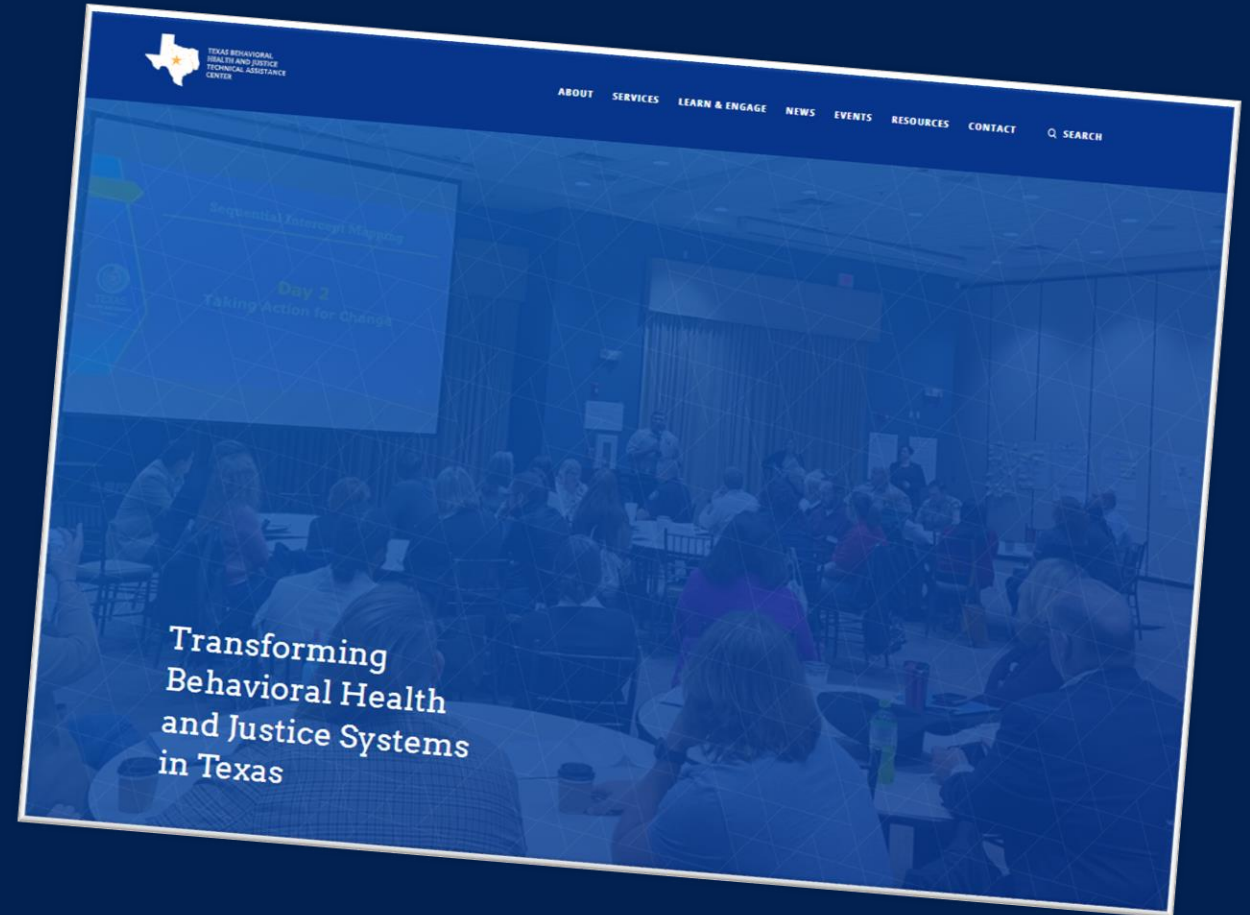 TEXAS BEHAVIORAL
HEALTH AND JUSTICE
TECHNICAL ASSISTANCE
CENTER
ABOUT SERVICES LEARN & ENGAGE NEWS EVENTS RESOURCES CONTACT SEARCH
Sequential Intercept Mapping
Day 2
Taking Action for Change
TEXAS
Transforming
Behavioral Health
and Justice Systems
in Texas